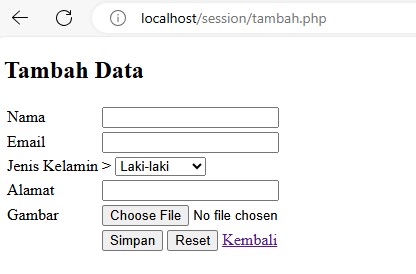 localhost/session/tambah.php
Tambah Data
Nama
Email
Jenis Kelamin > Laki-laki
Alamat
Gambar Choose File No file chosen
Simpan Reset Kembali